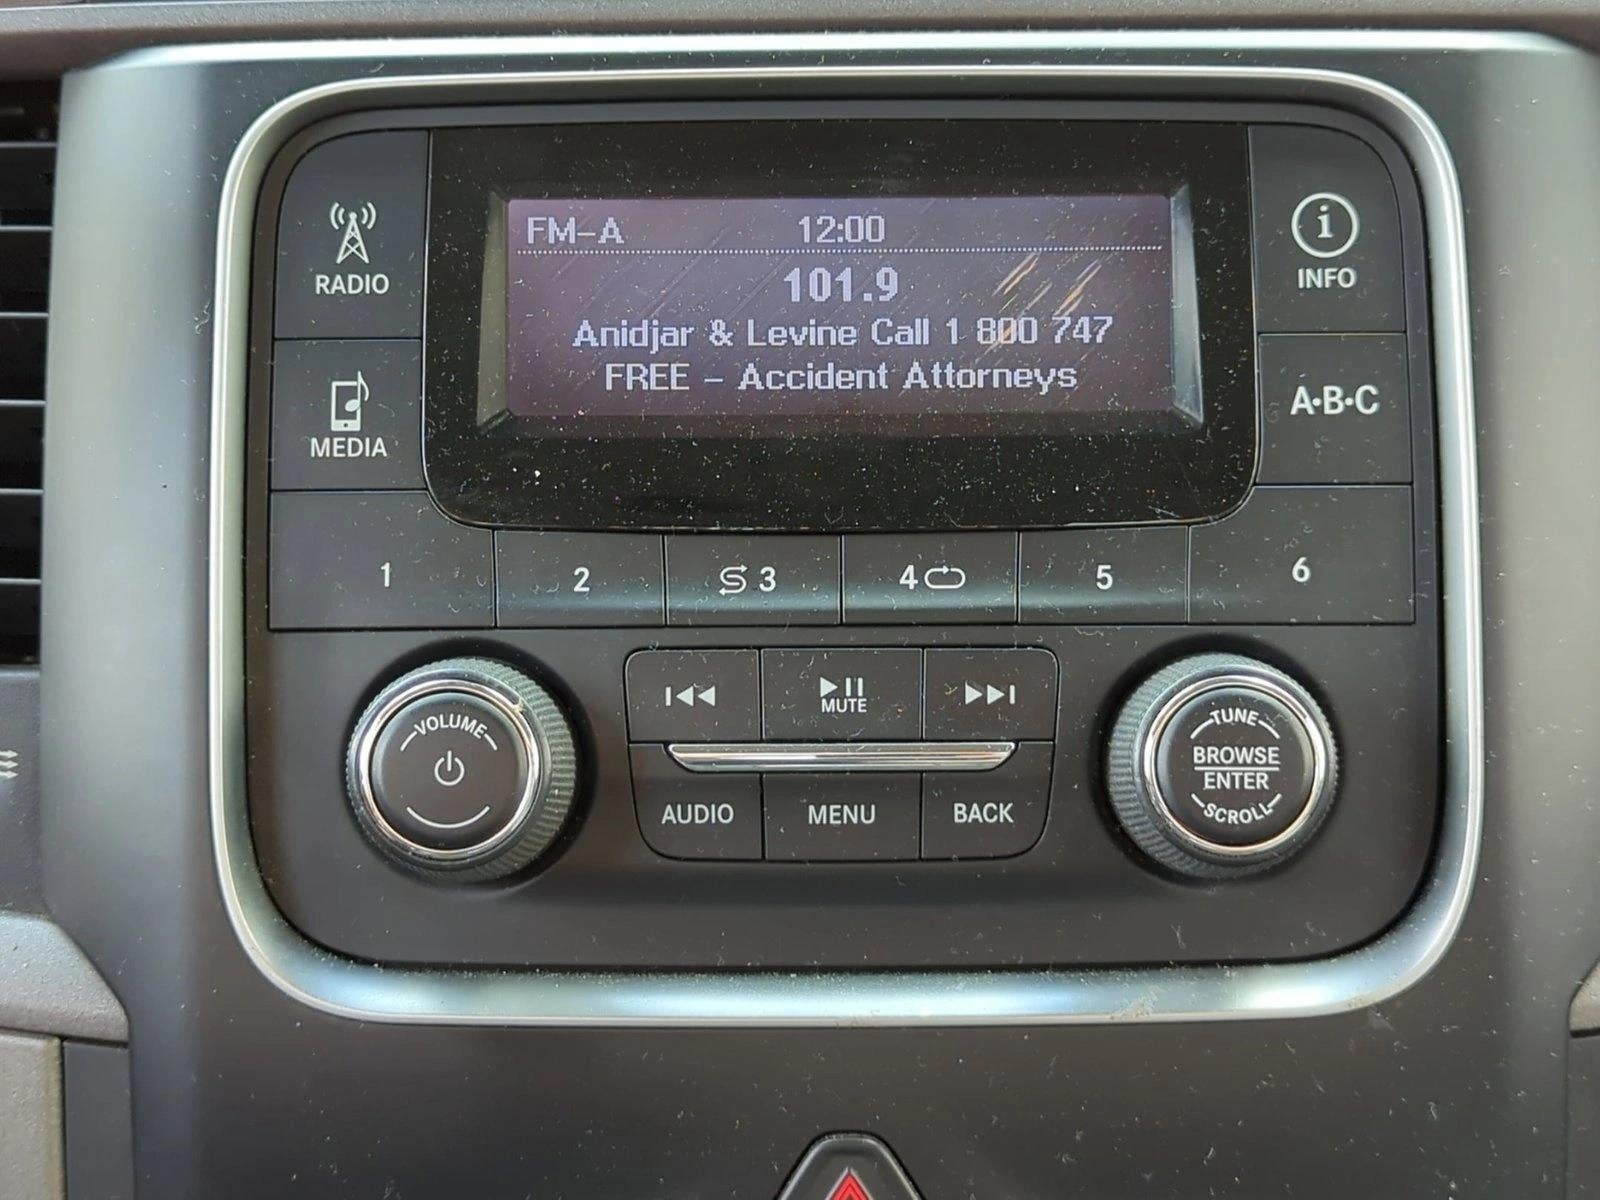 FM-A 12:00
101.9
Anidjar & Levine Call 1 800 747
FREE - Accident Attorneys
RADIO
MEDIA
i
INFO
A·B·C
1 2 3 4 5 6
VOLUME
MUTE
AUDIO MENU BACK
TUNE
BROWSE
ENTER
SCROLL